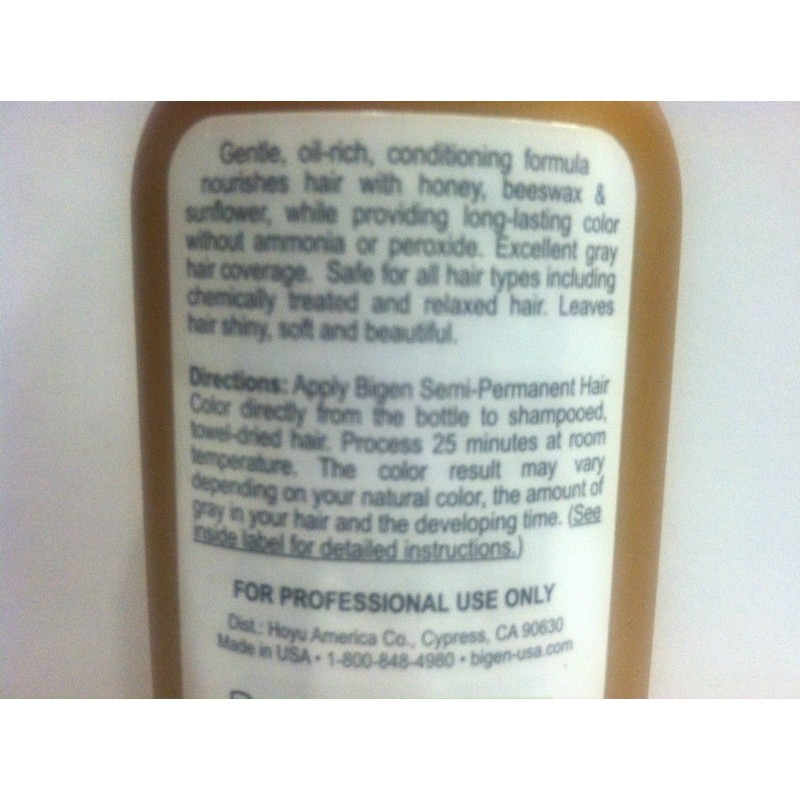 Gentle, oil-rich, conditioning formula
nourishes hair with honey, beeswax &
sunflower, while providing long-lasting color
without ammonia or peroxide. Excellent gray
hair coverage. Safe for all hair types including
chemically treated and relaxed hair. Leaves
hair shiny, soft and beautiful.
Directions: Apply Bigen Semi-Permanent Hair
Color directly from the bottle to shampooed,
towel-dried hair. Process 25 minutes at room
temperature. The color result may vary
depending on your natural color, the amount of
gray in your hair and the developing time. (See
inside label for detailed instructions.)
FOR PROFESSIONAL USE ONLY
Dist.: Hoyu America Co., Cypress, CA 90630
Made in USA • 1-800-848-4980 • bigen-usa.com